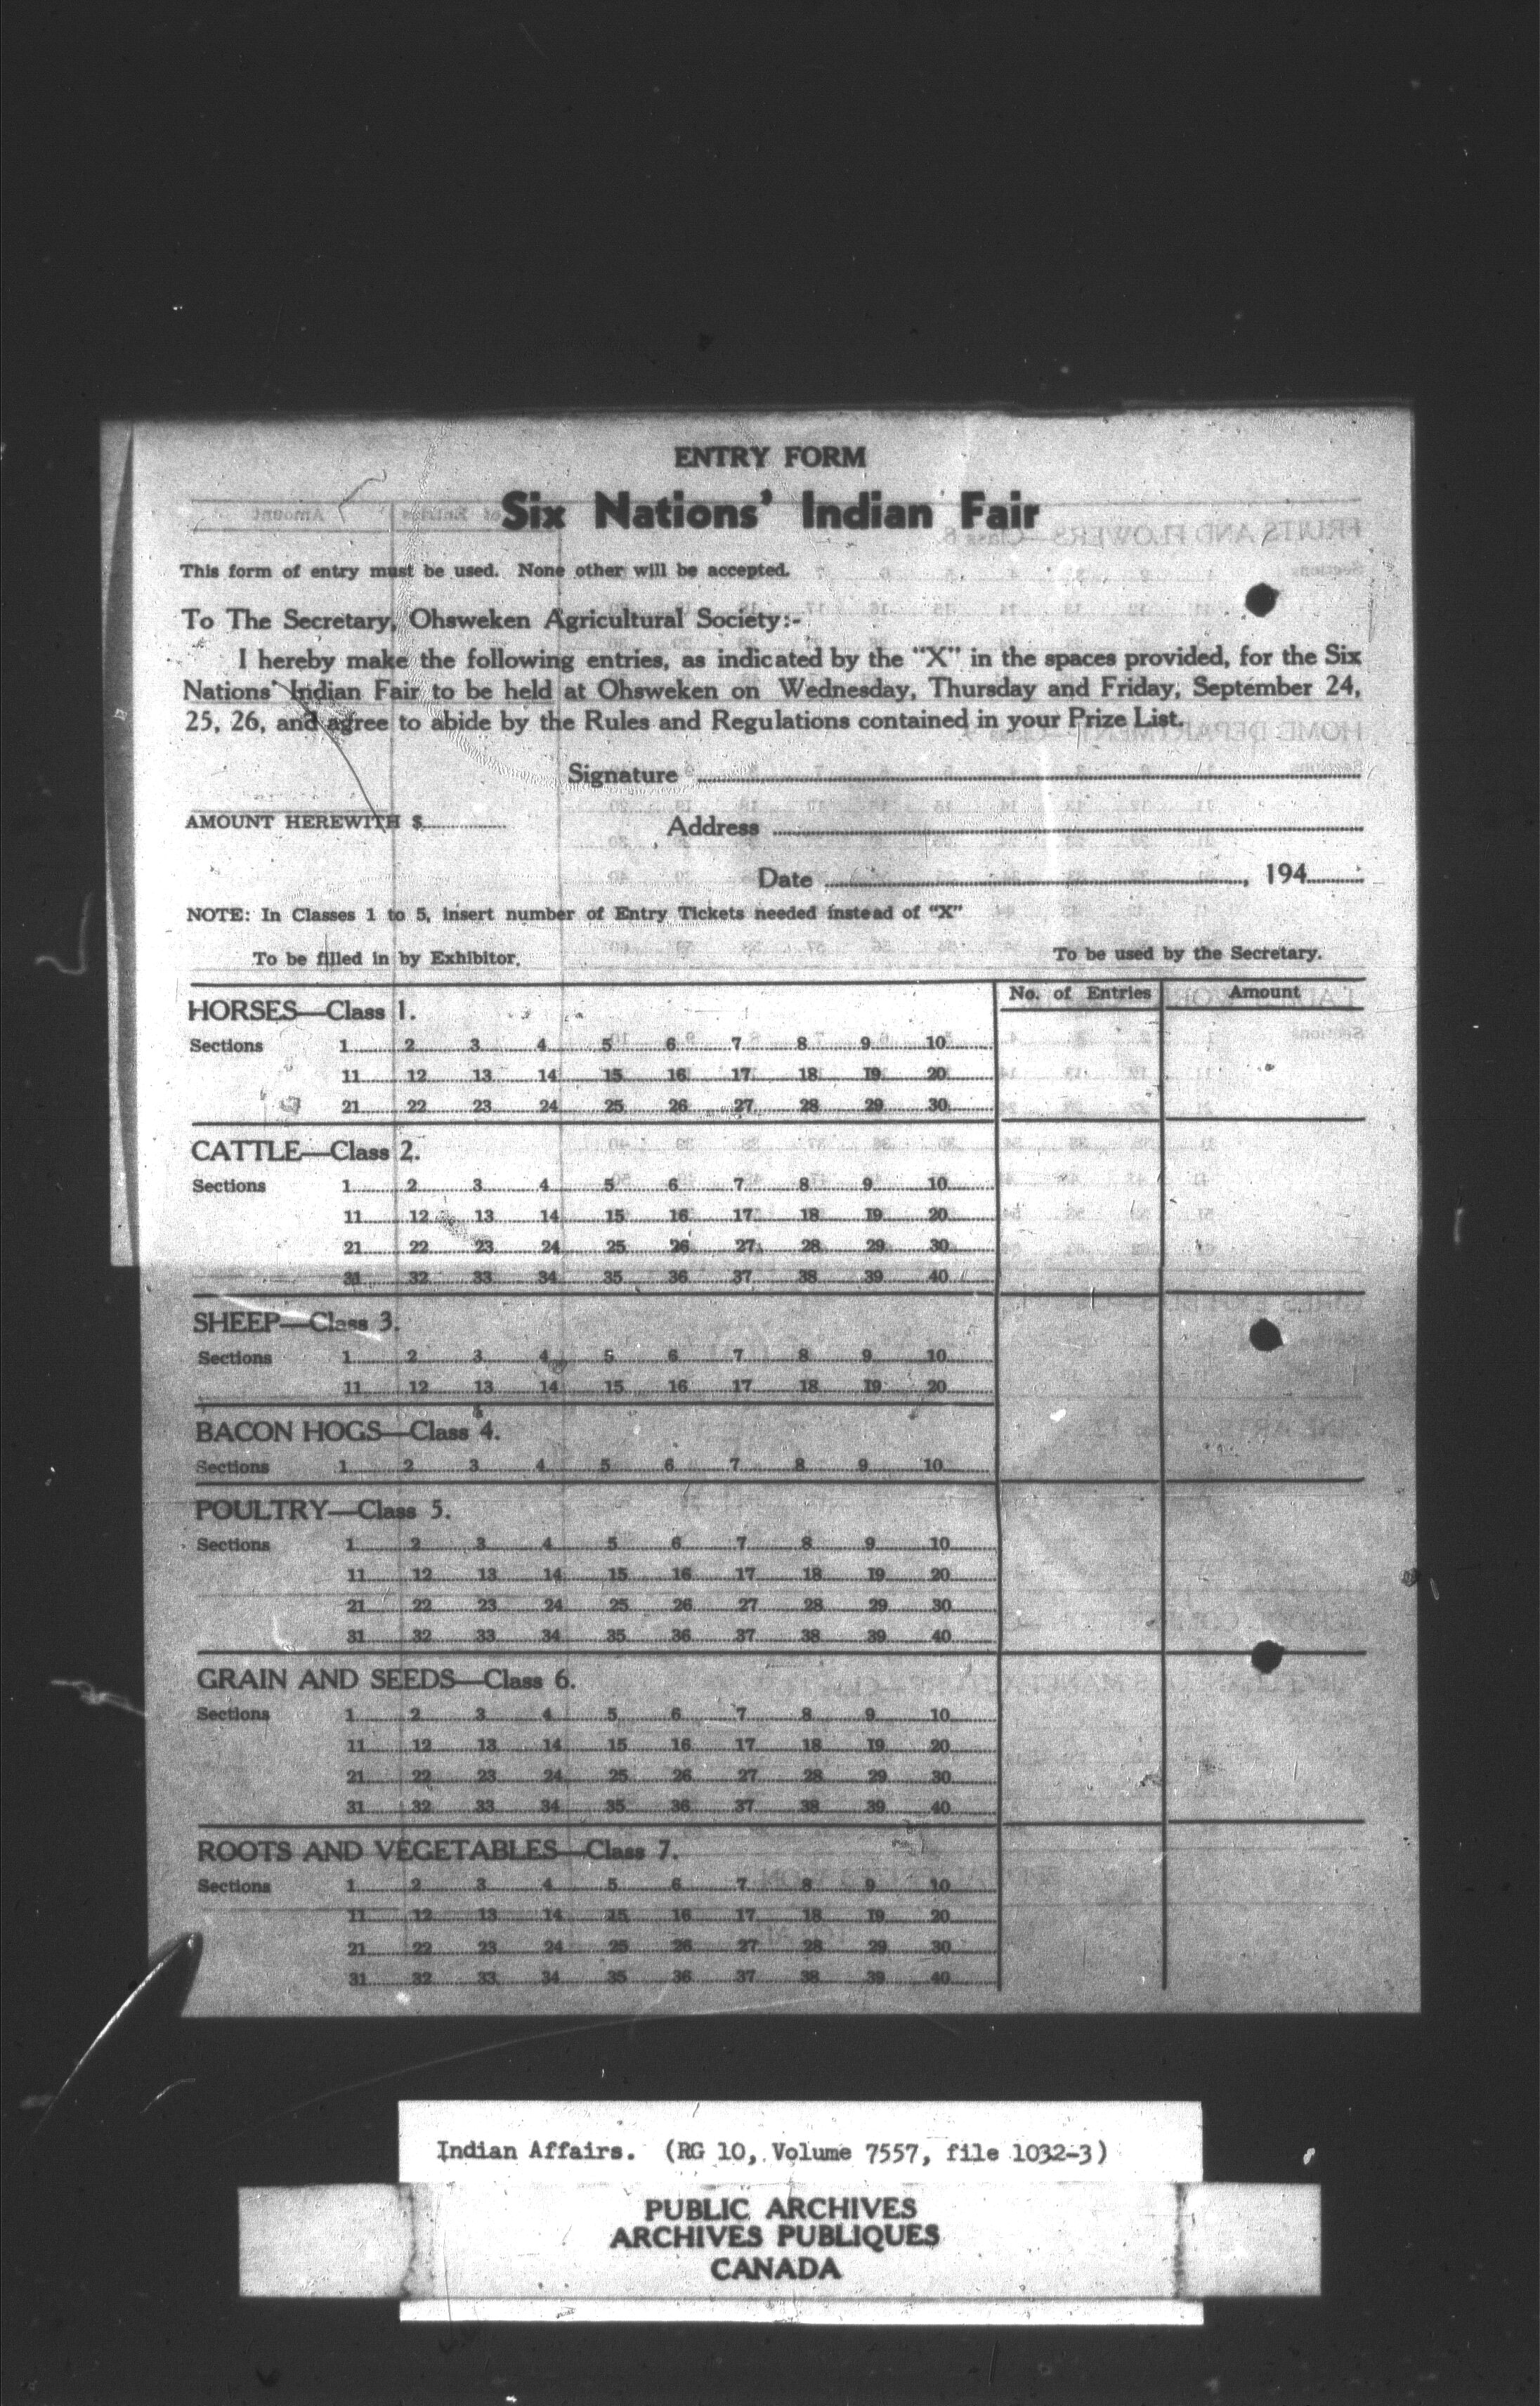 ENTRY FORM
Six Nations' Indian Fair
This form of entry must be used. None other will be accepted.
To The Secretary, Ohsweken Agricultural Society:-
I hereby make the following entries, as indicated by the "X" in the spaces provided, for the Six
Nations' Indian Fair to be held at Ohsweken on Wednesday, Thursday and Friday, September 24,
25, 26, and agree to abide by the Rules and Regulations contained in your Prize List.
Signature
AMOUNT HEREWITH $
Address
Date , 194
NOTE: In Classes 1 to 5, insert number of Entry Tickets needed instead of "X"
To be filled in by Exhibitor. To be used by the Secretary.
No. of Entries Amount
HORSES—Class 1.
Sections 1 2 3 4 5 6 7 8 9 10
11 12 13 14 15 16 17 18 19 20
21 22 23 24 25 26 27 28 29 30
CATTLE—Class 2.
Sections 1 2 3 4 5 6 7 8 9 10
11 12 13 14 15 16 17 18 19 20
21 22 23 24 25 26 27 28 29 30
31 32 33 34 35 36 37 38 39 40
SHEEP—Class 3.
Sections 1 2 3 4 5 6 7 8 9 10
11 12 13 14 15 16 17 18 19 20
BACON HOGS—Class 4.
Sections 1 2 3 4 5 6 7 8 9 10
POULTRY—Class 5.
Sections 1 2 3 4 5 6 7 8 9 10
11 12 13 14 15 16 17 18 19 20
21 22 23 24 25 26 27 28 29 30
31 32 33 34 35 36 37 38 39 40
GRAIN AND SEEDS—Class 6.
Sections 1 2 3 4 5 6 7 8 9 10
11 12 13 14 15 16 17 18 19 20
21 22 23 24 25 26 27 28 29 30
31 32 33 34 35 36 37 38 39 40
ROOTS AND VEGETABLES—Class 7.
Sections 1 2 3 4 5 6 7 8 9 10
11 12 13 14 15 16 17 18 19 20
21 22 23 24 25 26 27 28 29 30
31 32 33 34 35 36 37 38 39 40
Indian Affairs. (RG 10, Volume 7557, file 1032-3)
PUBLIC ARCHIVES
ARCHIVES PUBLIQUES
CANADA